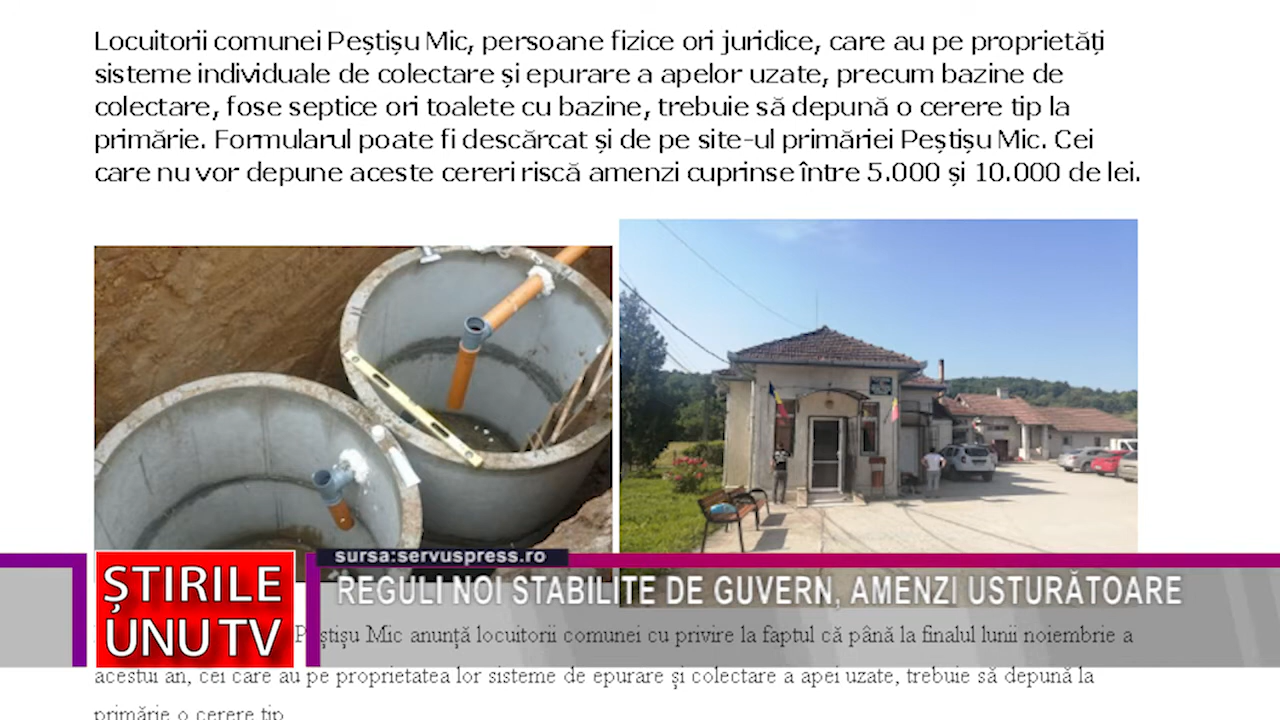 Locuitorii comunei Peștișu Mic, persoane fizice ori juridice, care au pe proprietăți
sisteme individuale de colectare și epurare a apelor uzate, precum bazine de
colectare, fose septice ori toalete cu bazine, trebuie să depună o cerere tip la
primărie. Formularul poate fi descărcat și de pe site-ul primăriei Peștișu Mic. Cei
care nu vor depune aceste cereri riscă amenzi cuprinse între 5.000 și 10.000 de lei.
sursa:servuspress.ro
REGULI NOI STABILITE DE GUVERN, AMENZI USTURĂTOARE
ȘTIRILE
UNU TV
Peştişu Mic anunţă locuitorii comunei cu privire la faptul că până la finalul lunii noiembrie a
acestui an, cei care au pe proprietatea lor sisteme de epurare şi colectare a apei uzate, trebuie să depună la
primărie o cerere tip